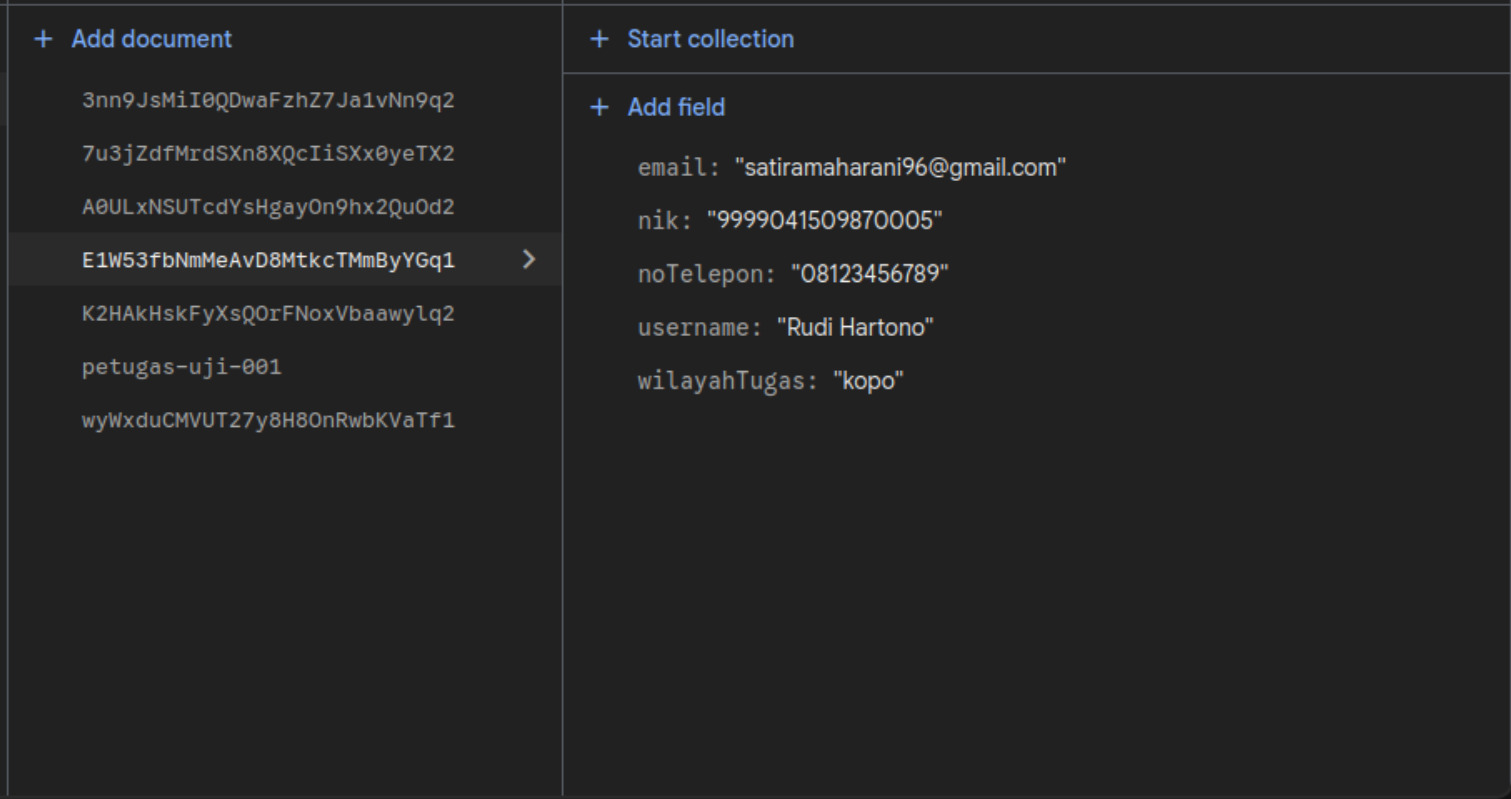 + Add document
3nn9JsMiI0QDwaFzhZ7Ja1vNn9q2
7u3jZdfMrdSXn8XQcIiSXx0yeTX2
A0ULxNSUTcdYsHgayOn9hx2QuOd2
E1W53fbNmMeAvD8MtkcTMmByYGq1
K2HAkHskFyXsQOrFNoxVbaawylq2
petugas-uji-001
wyWxduCMVUT27y8H8OnRwbKVaTf1
+ Start collection
+ Add field
email: "satiramaharani96@gmail.com"
nik: "9999041509870005"
noTelepon: "08123456789"
username: "Rudi Hartono"
wilayahTugas: "kopo"